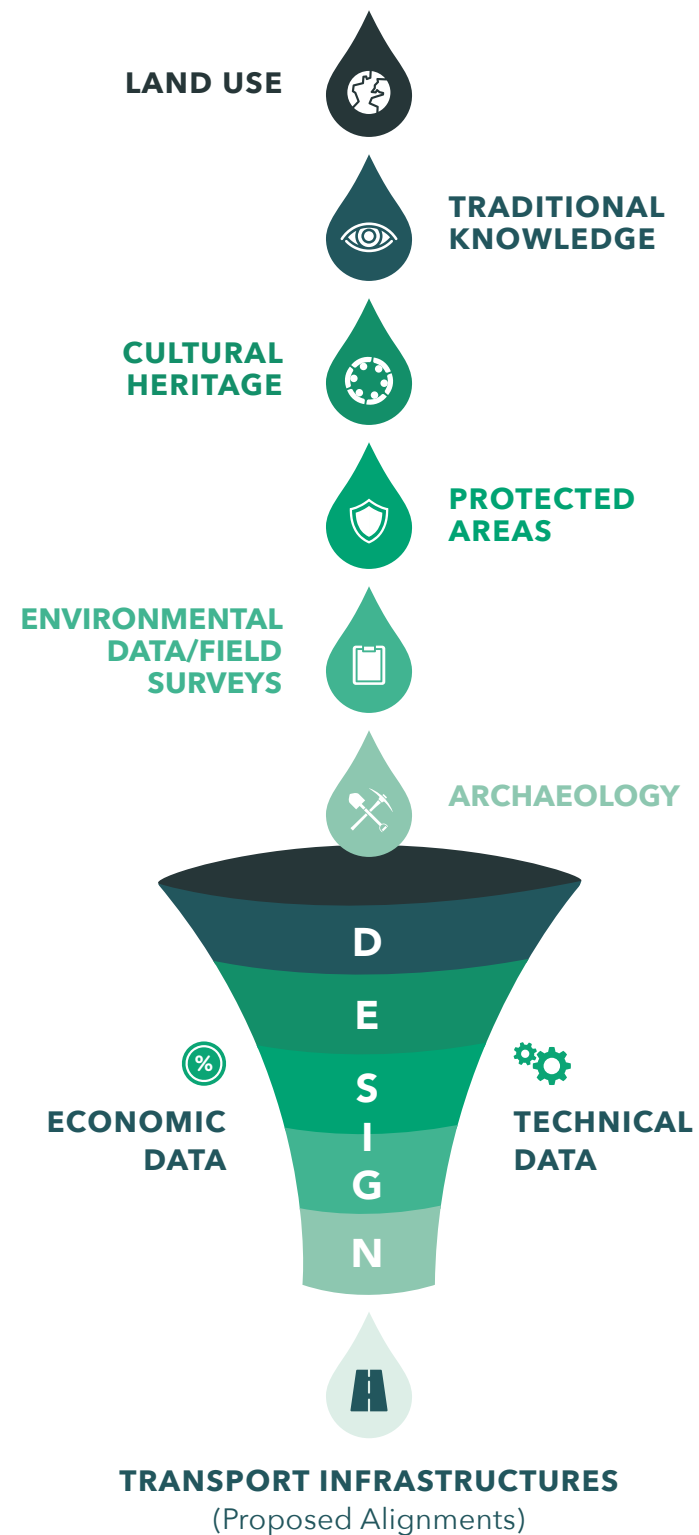 LAND USE
TRADITIONAL
KNOWLEDGE
CULTURAL
HERITAGE
PROTECTED
AREAS
ENVIRONMENTAL
DATA/FIELD
SURVEYS
ARCHAEOLOGY
D
E
S
I
G
N
%
ECONOMIC
DATA
TECHNICAL
DATA
TRANSPORT INFRASTRUCTURES
(Proposed Alignments)